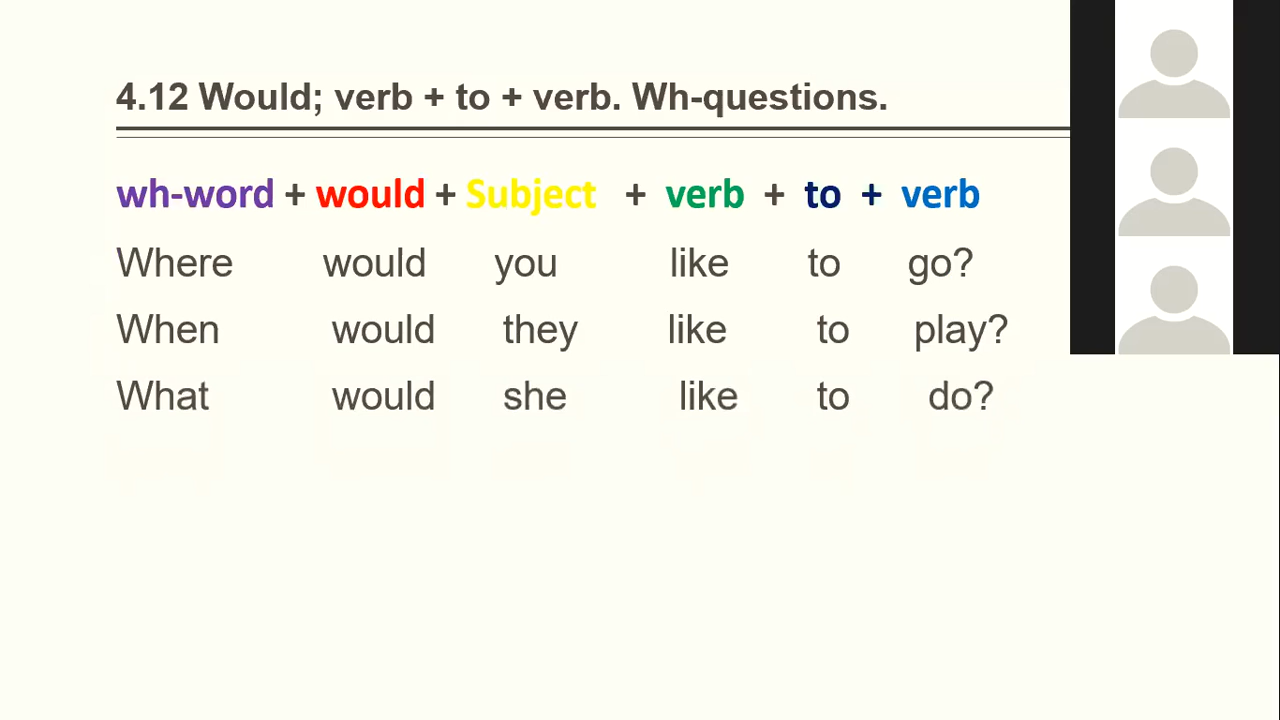 4.12 Would; verb + to + verb. Wh-questions.
wh-word + would + Subject + verb + to + verb
Where would you like to go?
When would they like to play?
What would she like to do?